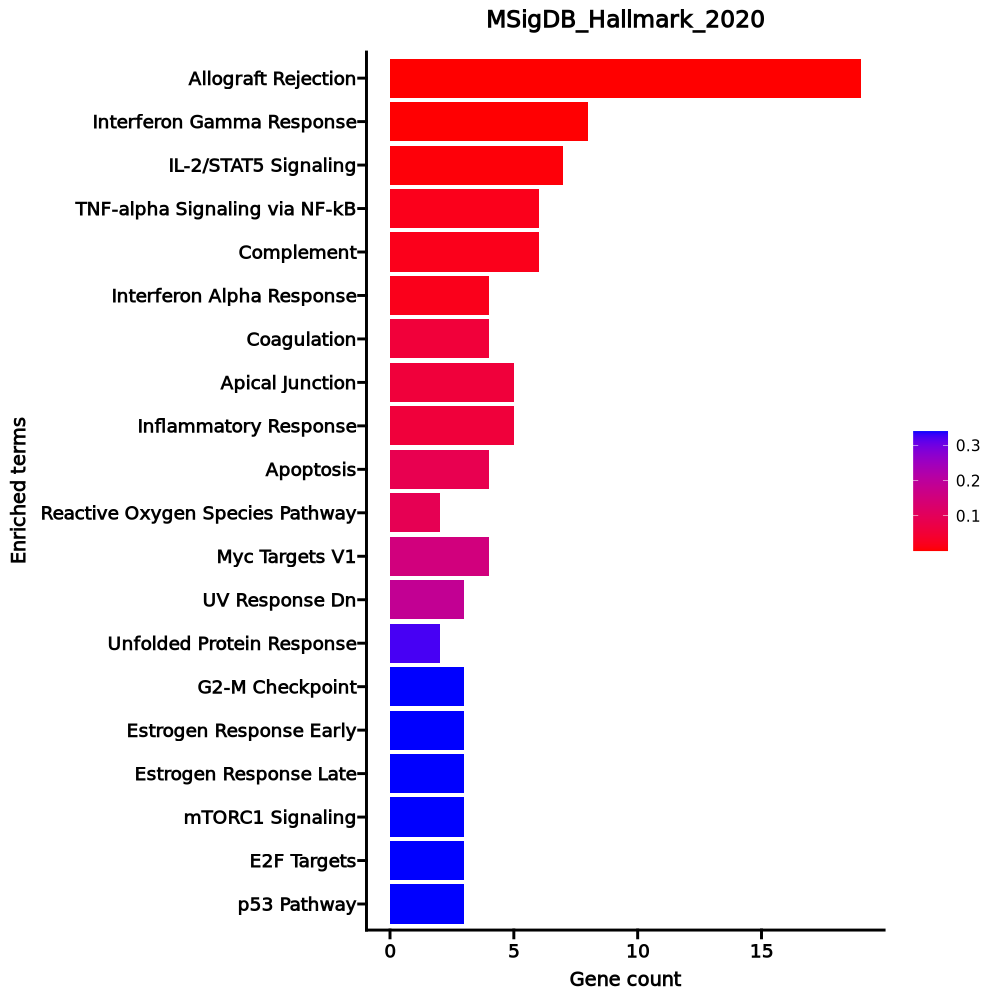 MSigDB_Hallmark_2020
Allograft Rejection
Interferon Gamma Response
IL-2/STAT5 Signaling
TNF-alpha Signaling via NF-kB
Complement
Interferon Alpha Response
Coagulation
Apical Junction
Inflammatory Response
Apoptosis
Reactive Oxygen Species Pathway
Myc Targets V1
UV Response Dn
Unfolded Protein Response
G2-M Checkpoint
Estrogen Response Early
Estrogen Response Late
mTORC1 Signaling
E2F Targets
p53 Pathway
Enriched terms
0 5 10 15
Gene count
0.3
0.2
0.1